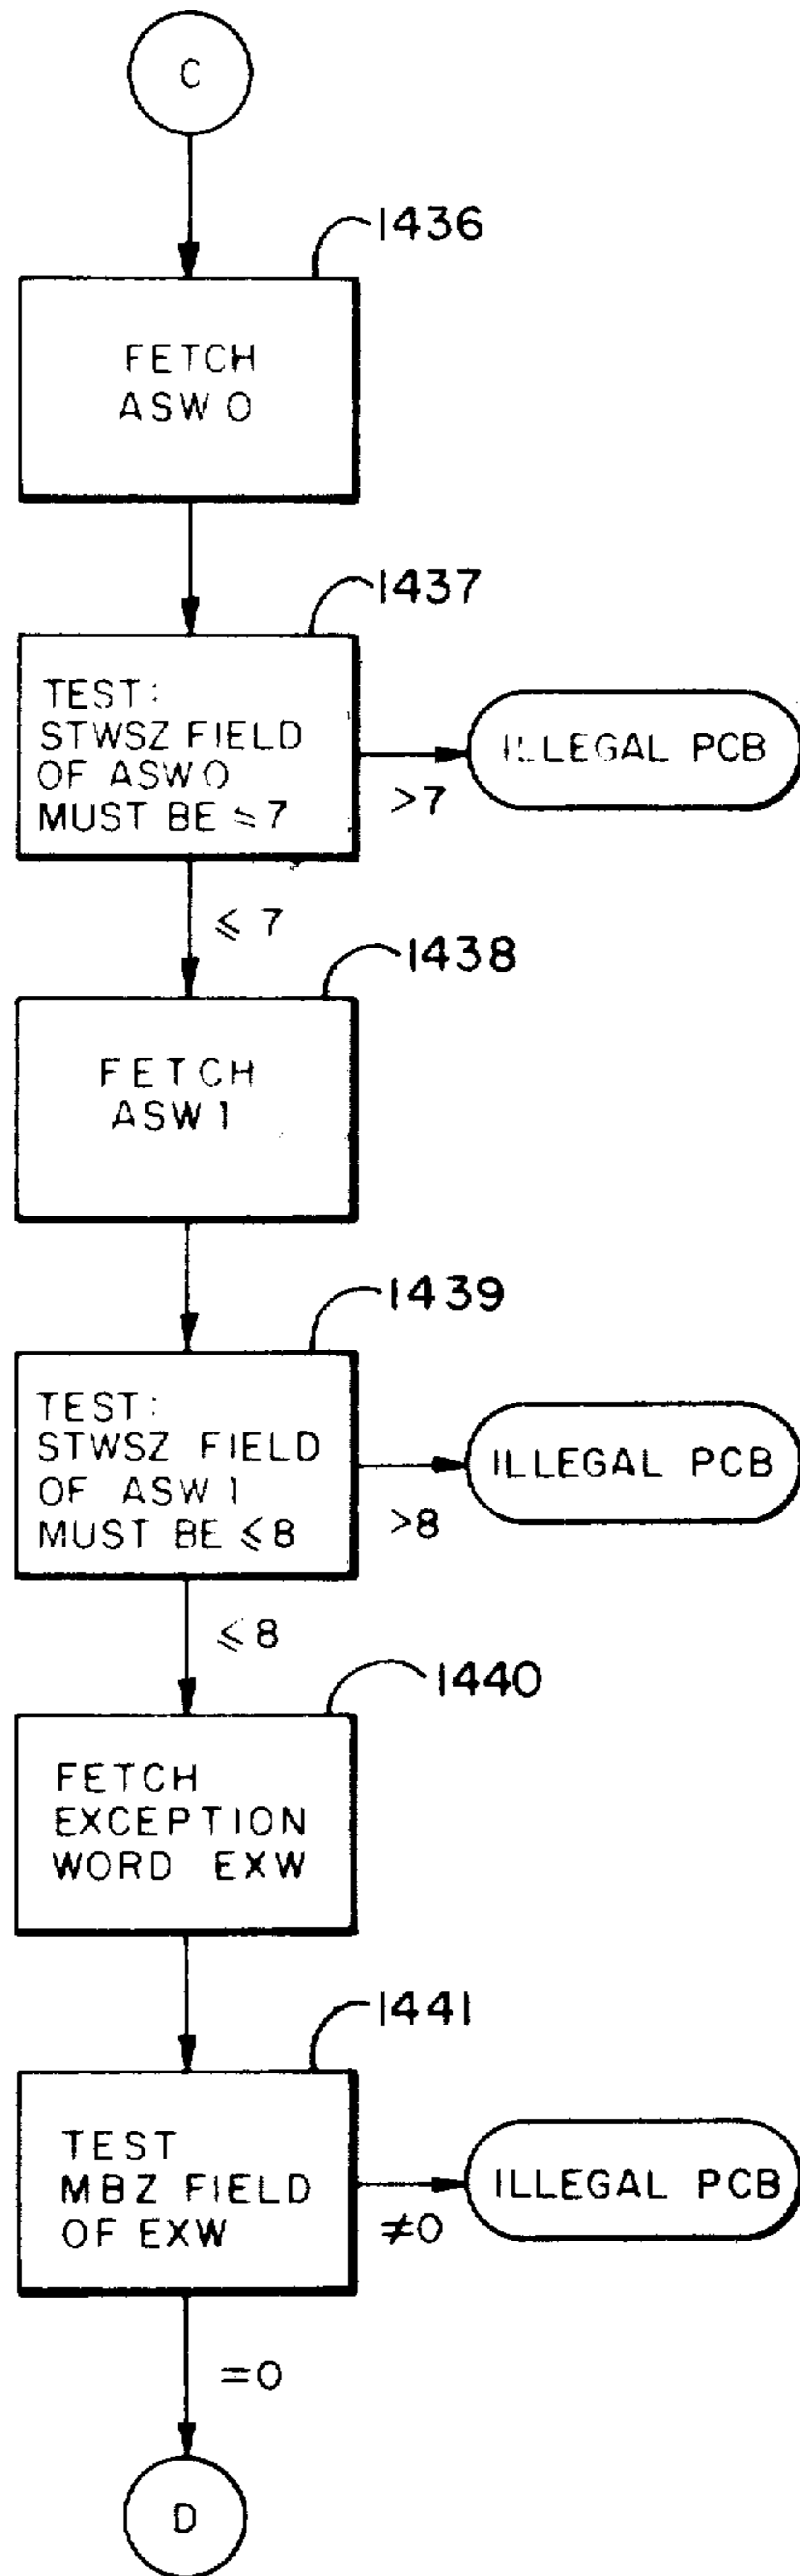 C
1436
FETCH
ASW 0
1437
TEST:
STWSZ FIELD
OF ASW 0
MUST BE ≤ 7
>7
ILLEGAL PCB
≤ 7
1438
FETCH
ASW 1
1439
TEST:
STWSZ FIELD
OF ASW 1
MUST BE ≤ 8
>8
ILLEGAL PCB
≤ 8
1440
FETCH
EXCEPTION
WORD EXW
1441
TEST
MBZ FIELD
OF EXW
≠0
ILLEGAL PCB
=0
D